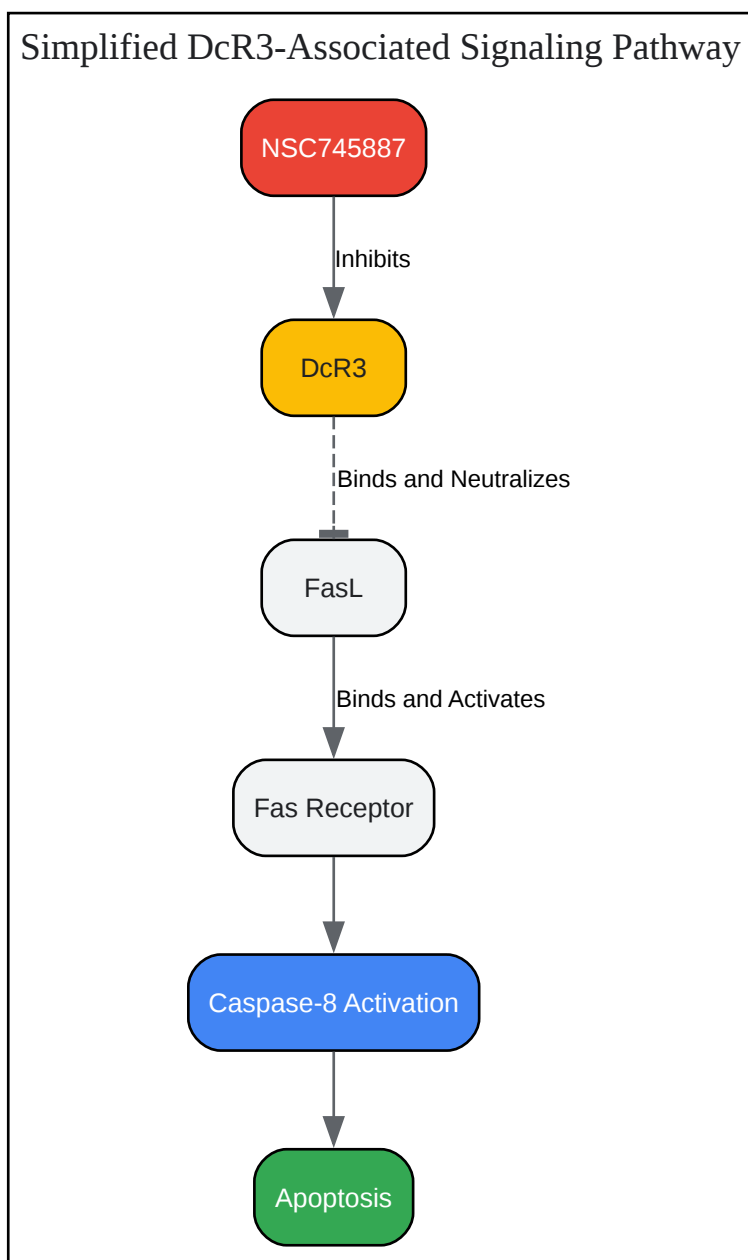 Simplified DcR3-Associated Signaling Pathway
NSC745887
Inhibits
DcR3
Binds and Neutralizes
FasL
Binds and Activates
Fas Receptor
Caspase-8 Activation
Apoptosis